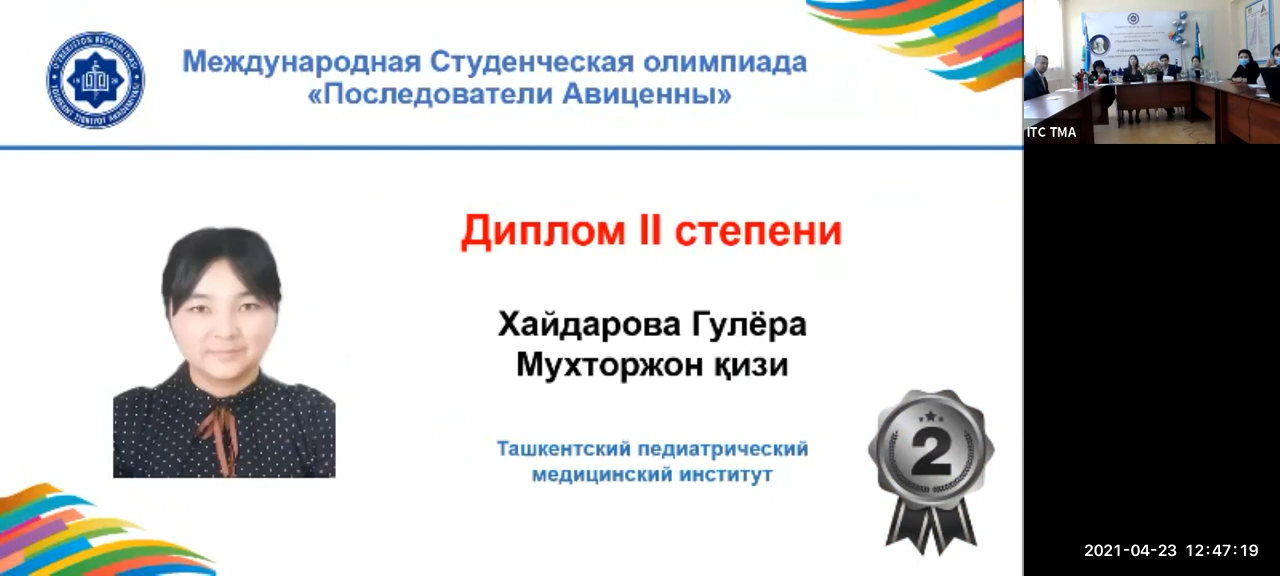 Международная Студенческая олимпиада
«Последователи Авиценны»
Диплом II степени
Хайдарова Гулёра
Мухторжон қизи
Ташкентский педиатрический
медицинский институт
2
ITC TMA
2021-04-23 12:47:19